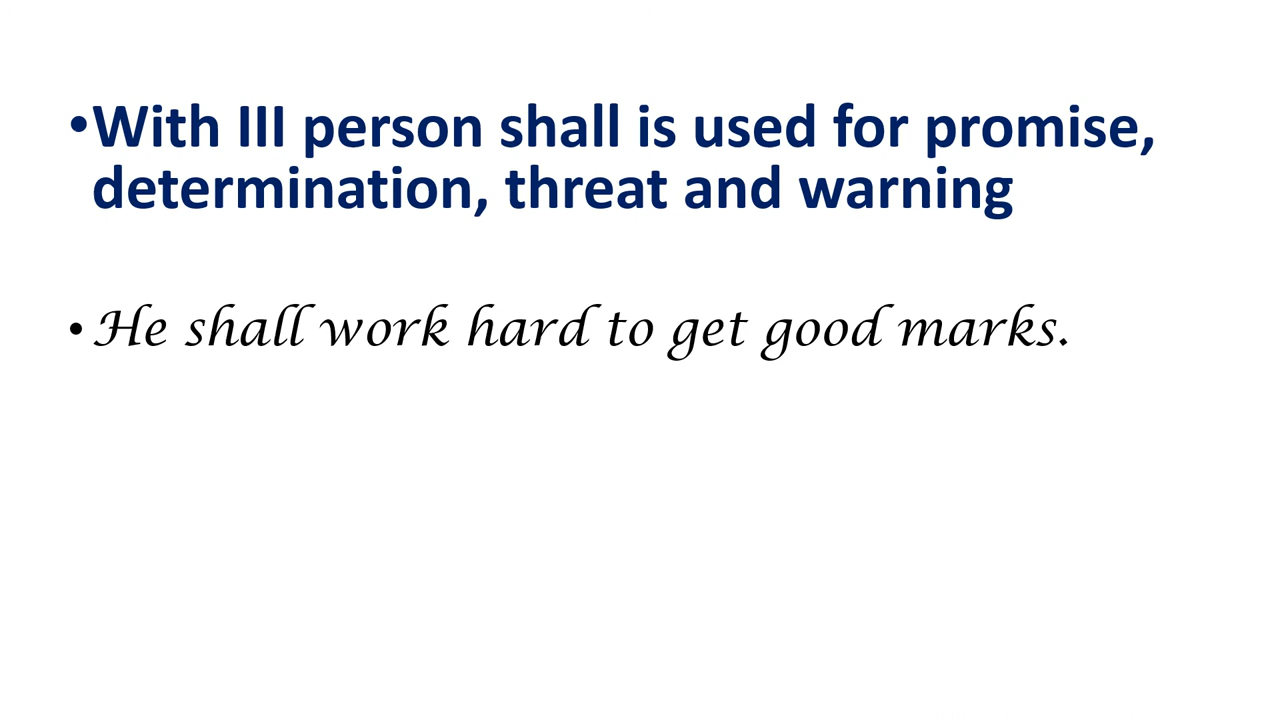 •With III person shall is used for promise,
determination, threat and warning
• He shall work hard to get good marks.